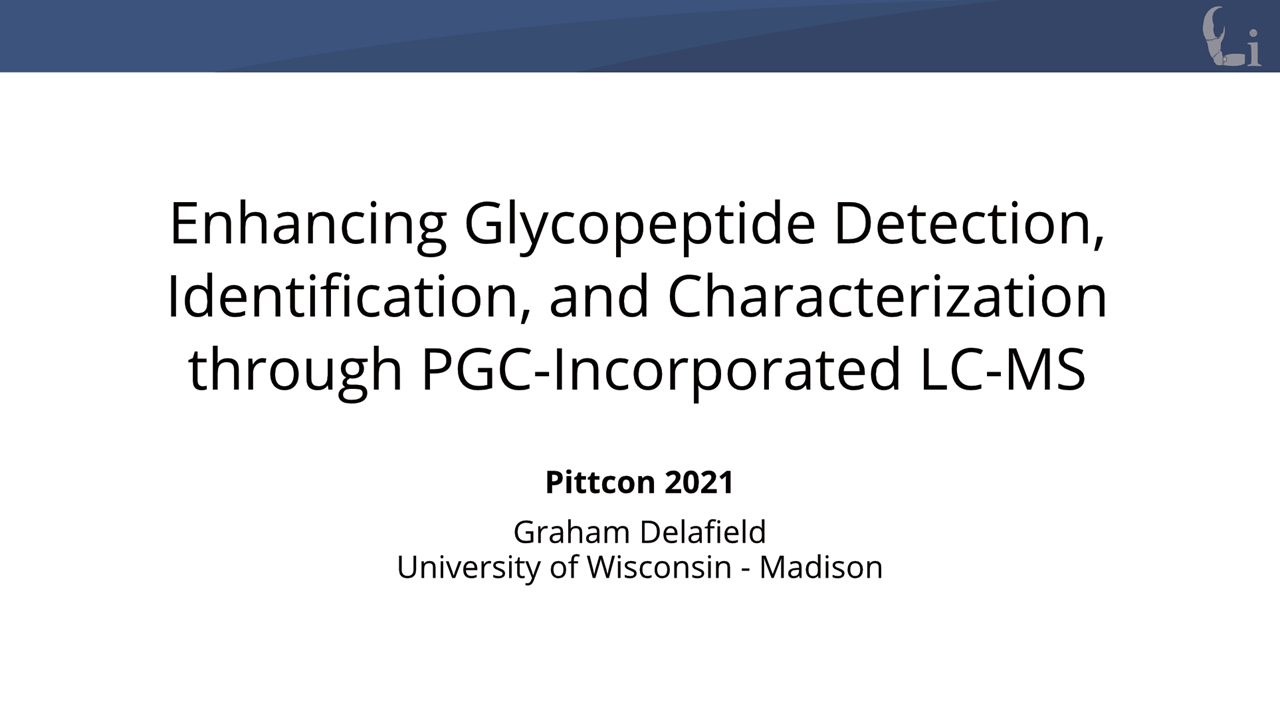 Li
Enhancing Glycopeptide Detection,
Identification, and Characterization
through PGC-Incorporated LC-MS
Pittcon 2021
Graham Delafield
University of Wisconsin - Madison